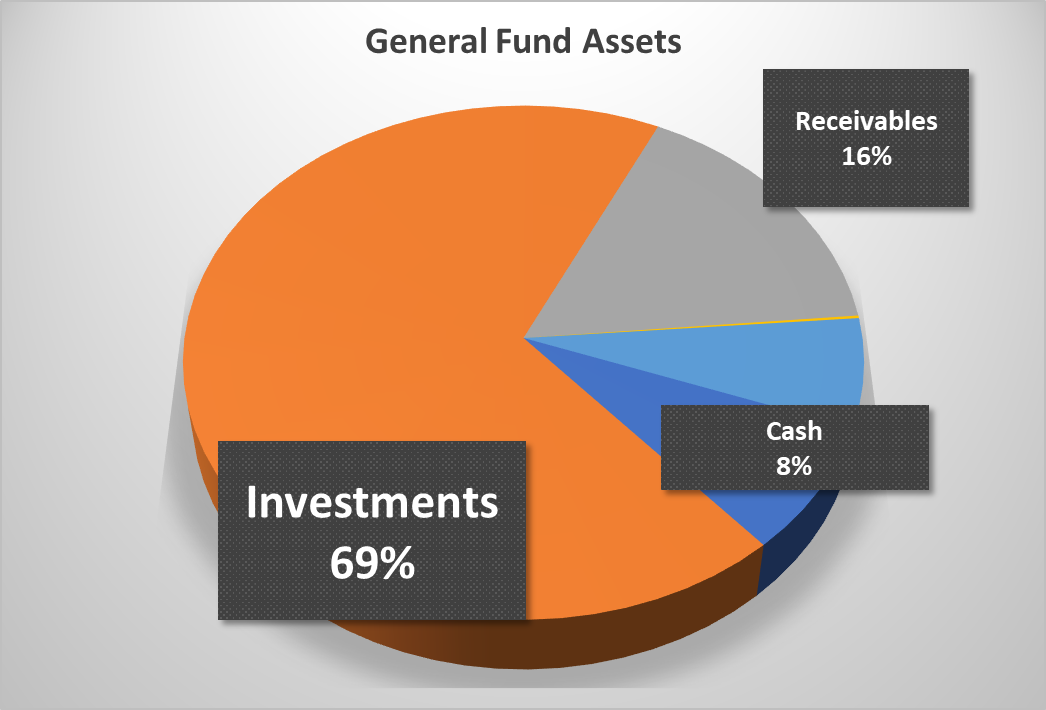 General Fund Assets
Receivables
16%
Cash
8%
Investments
69%